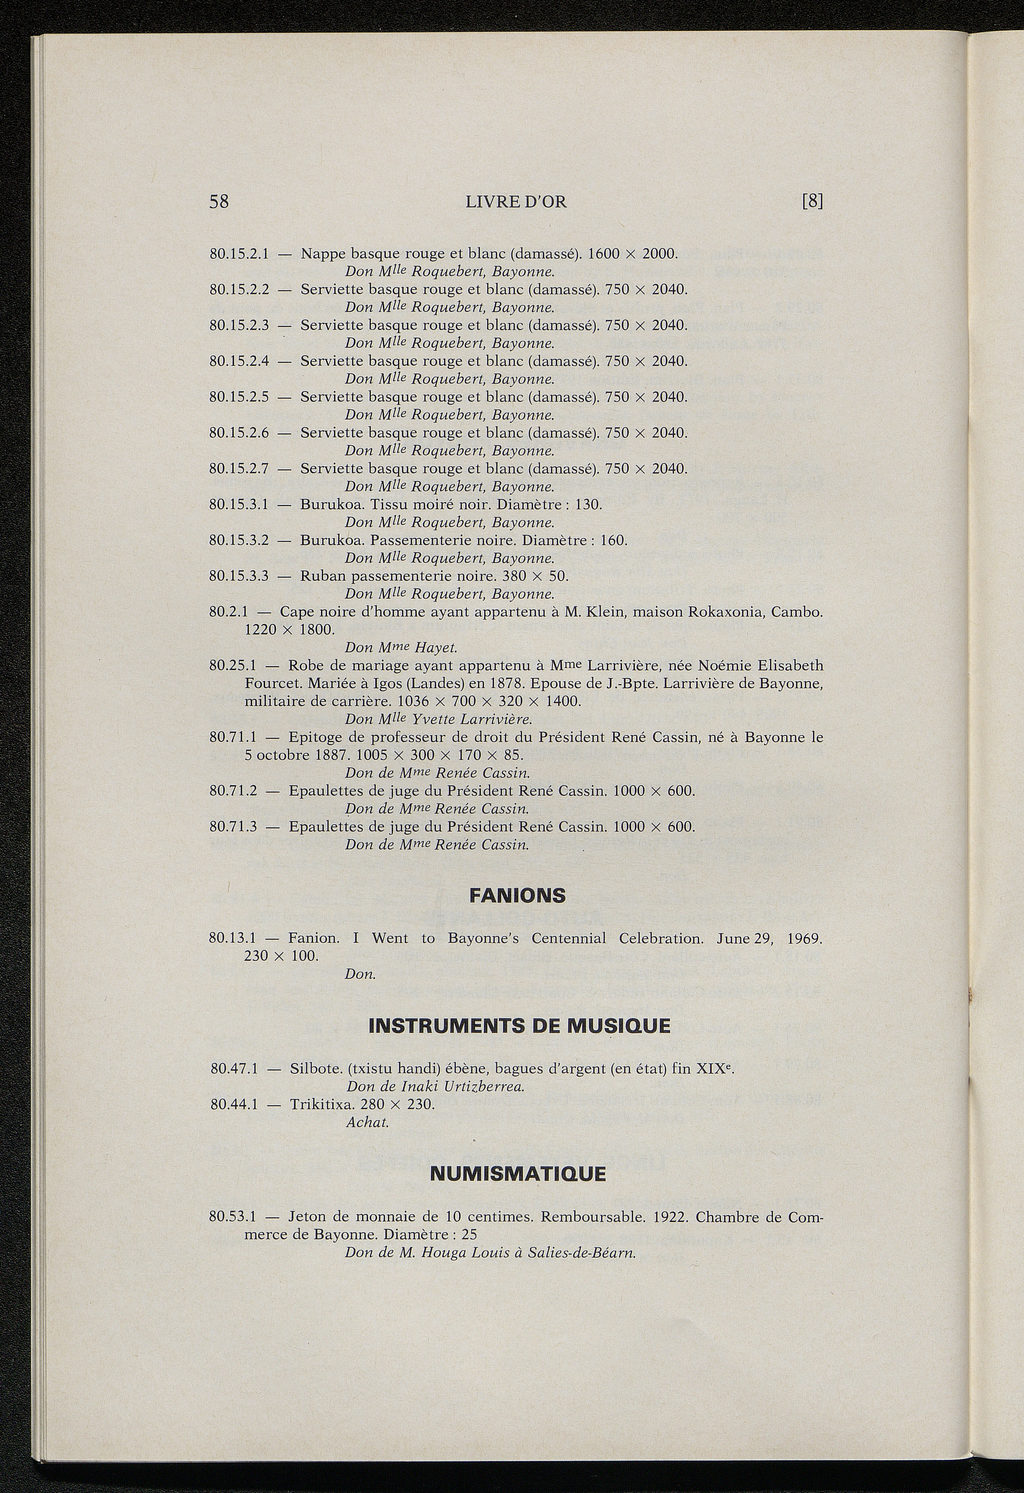 58 LIVRE D'OR [8]
80.15.2.1 — Nappe basque rouge et blanc (damassé). 1600 × 2000.
Don Mlle Roquebert, Bayonne.
80.15.2.2 — Serviette basque rouge et blanc (damassé). 750 × 2040.
Don Mlle Roquebert, Bayonne.
80.15.2.3 — Serviette basque rouge et blanc (damassé). 750 × 2040.
Don Mlle Roquebert, Bayonne.
80.15.2.4 — Serviette basque rouge et blanc (damassé). 750 × 2040.
Don Mlle Roquebert, Bayonne.
80.15.2.5 — Serviette basque rouge et blanc (damassé). 750 × 2040.
Don Mlle Roquebert, Bayonne.
80.15.2.6 — Serviette basque rouge et blanc (damassé). 750 × 2040.
Don Mlle Roquebert, Bayonne.
80.15.2.7 — Serviette basque rouge et blanc (damassé). 750 × 2040.
Don Mlle Roquebert, Bayonne.
80.15.3.1 — Burukoa. Tissu moiré noir. Diamètre : 130.
Don Mlle Roquebert, Bayonne.
80.15.3.2 — Burukoa. Passementerie noire. Diamètre : 160.
Don Mlle Roquebert, Bayonne.
80.15.3.3 — Ruban passementerie noire. 380 × 50.
Don Mlle Roquebert, Bayonne.
80.2.1 — Cape noire d'homme ayant appartenu à M. Klein, maison Rokaxonia, Cambo.
1220 × 1800.
Don Mme Hayet.
80.25.1 — Robe de mariage ayant appartenu à Mme Larrivière, née Noémie Elisabeth
Fourcet. Mariée à Igos (Landes) en 1878. Epouse de J.-Bpte. Larrivière de Bayonne,
militaire de carrière. 1036 × 700 × 320 × 1400.
Don Mlle Yvette Larrivière.
80.71.1 — Epitoge de professeur de droit du Président René Cassin, né à Bayonne le
5 octobre 1887. 1005 × 300 × 170 × 85.
Don de Mme Renée Cassin.
80.71.2 — Epaulettes de juge du Président René Cassin. 1000 × 600.
Don de Mme Renée Cassin.
80.71.3 — Epaulettes de juge du Président René Cassin. 1000 × 600.
Don de Mme Renée Cassin.
FANIONS
80.13.1 — Fanion. I Went to Bayonne's Centennial Celebration. June 29, 1969.
230 × 100.
Don.
INSTRUMENTS DE MUSIQUE
80.47.1 — Silbote. (txistu handi) ébène, bagues d'argent (en état) fin XIXe.
Don de Inaki Urtizberrea.
80.44.1 — Trikitixa. 280 × 230.
Achat.
NUMISMATIQUE
80.53.1 — Jeton de monnaie de 10 centimes. Remboursable. 1922. Chambre de Com-
merce de Bayonne. Diamètre : 25
Don de M. Houga Louis à Salies-de-Béarn.